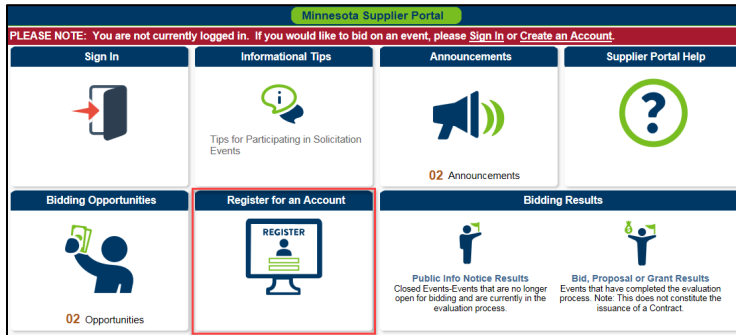 Minnesota Supplier Portal
PLEASE NOTE: You are not currently logged in. If you would like to bid on an event, please Sign In or Create an Account.
Sign In
Informational Tips
Announcements
Supplier Portal Help
i
?
Tips for Participating in Solicitation
Events
02 Announcements
Bidding Opportunities
Register for an Account
Bidding Results
REGISTER
Public Info Notice Results
Closed Events-Events that are no longer
open for bidding and are currently in the
evaluation process.
Bid, Proposal or Grant Results
Events that have completed the evaluation
process. Note: This does not constitute the
issuance of a Contract.
02 Opportunities